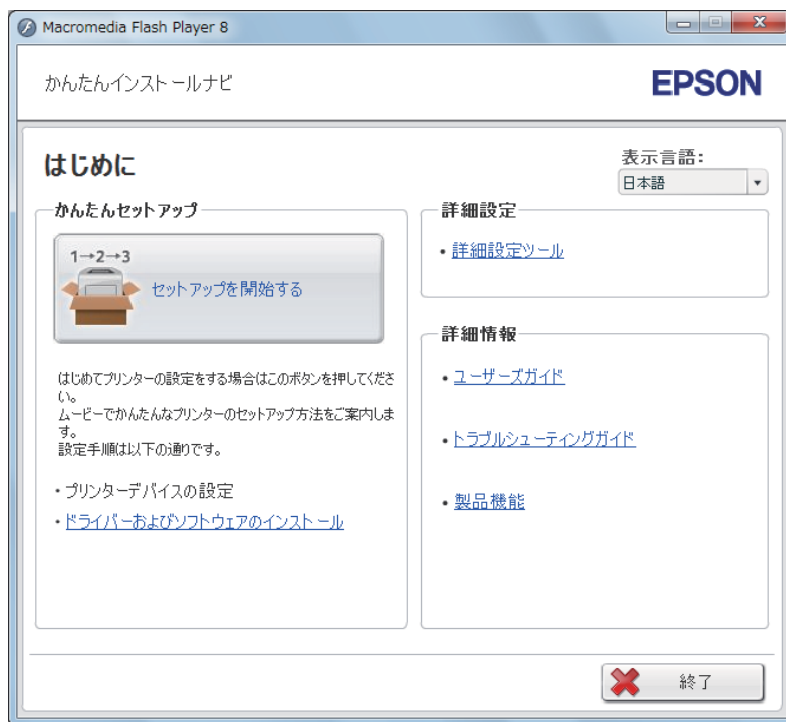 Macromedia Flash Player 8
かんたんインストールナビ
EPSON
はじめに
表示言語:
日本語
かんたんセットアップ
1→2→3
セットアップを開始する
はじめてプリンターの設定をする場合はこのボタンを押してくださ
い。
ムービーでかんたんなプリンターのセットアップ方法をご案内しま
す。
設定手順は以下の通りです。
・プリンターデバイスの設定
・ドライバーおよびソフトウェアのインストール
詳細設定
・詳細設定ツール
詳細情報
・ユーザーズガイド
・トラブルシューティングガイド
・製品機能
終了